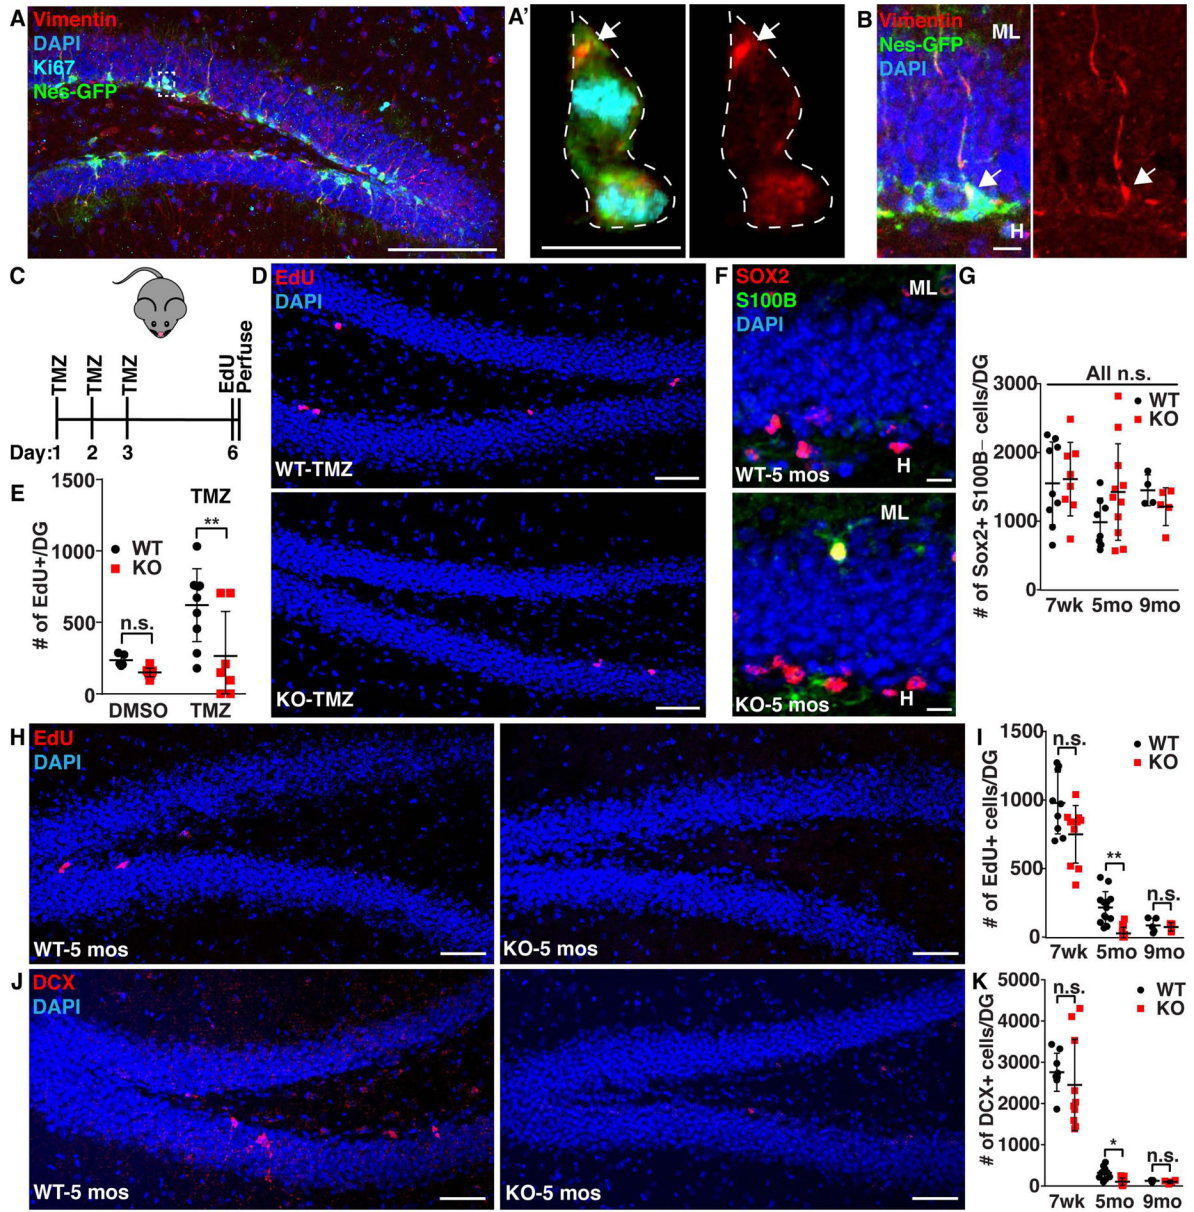 A
Vimentin
DAPI
Ki67
Nes-GFP
A'
B
Vimentin
Nes-GFP
DAPI
ML
H
C
TMZ
TMZ
TMZ
EdU
Perfuse
Day:1 2 3 6
D
EdU
DAPI
WT-TMZ
KO-TMZ
E
# of EdU+/DG
1500
1000
500
0
TMZ
WT
KO
n.s.
**
DMSO TMZ
F
SOX2
S100B
DAPI
ML
H
WT-5 mos
ML
H
KO-5 mos
G
# of Sox2+ S100B– cells/DG
All n.s.
3000
2000
1000
0
WT
KO
7wk 5mo 9mo
H
EdU
DAPI
WT-5 mos
KO-5 mos
I
# of EdU+ cells/DG
1500
1000
500
0
n.s.
**
n.s.
WT
KO
7wk 5mo 9mo
J
DCX
DAPI
WT-5 mos
KO-5 mos
K
# of DCX+ cells/DG
5000
4000
3000
2000
1000
0
n.s.
*
n.s.
WT
KO
7wk 5mo 9mo